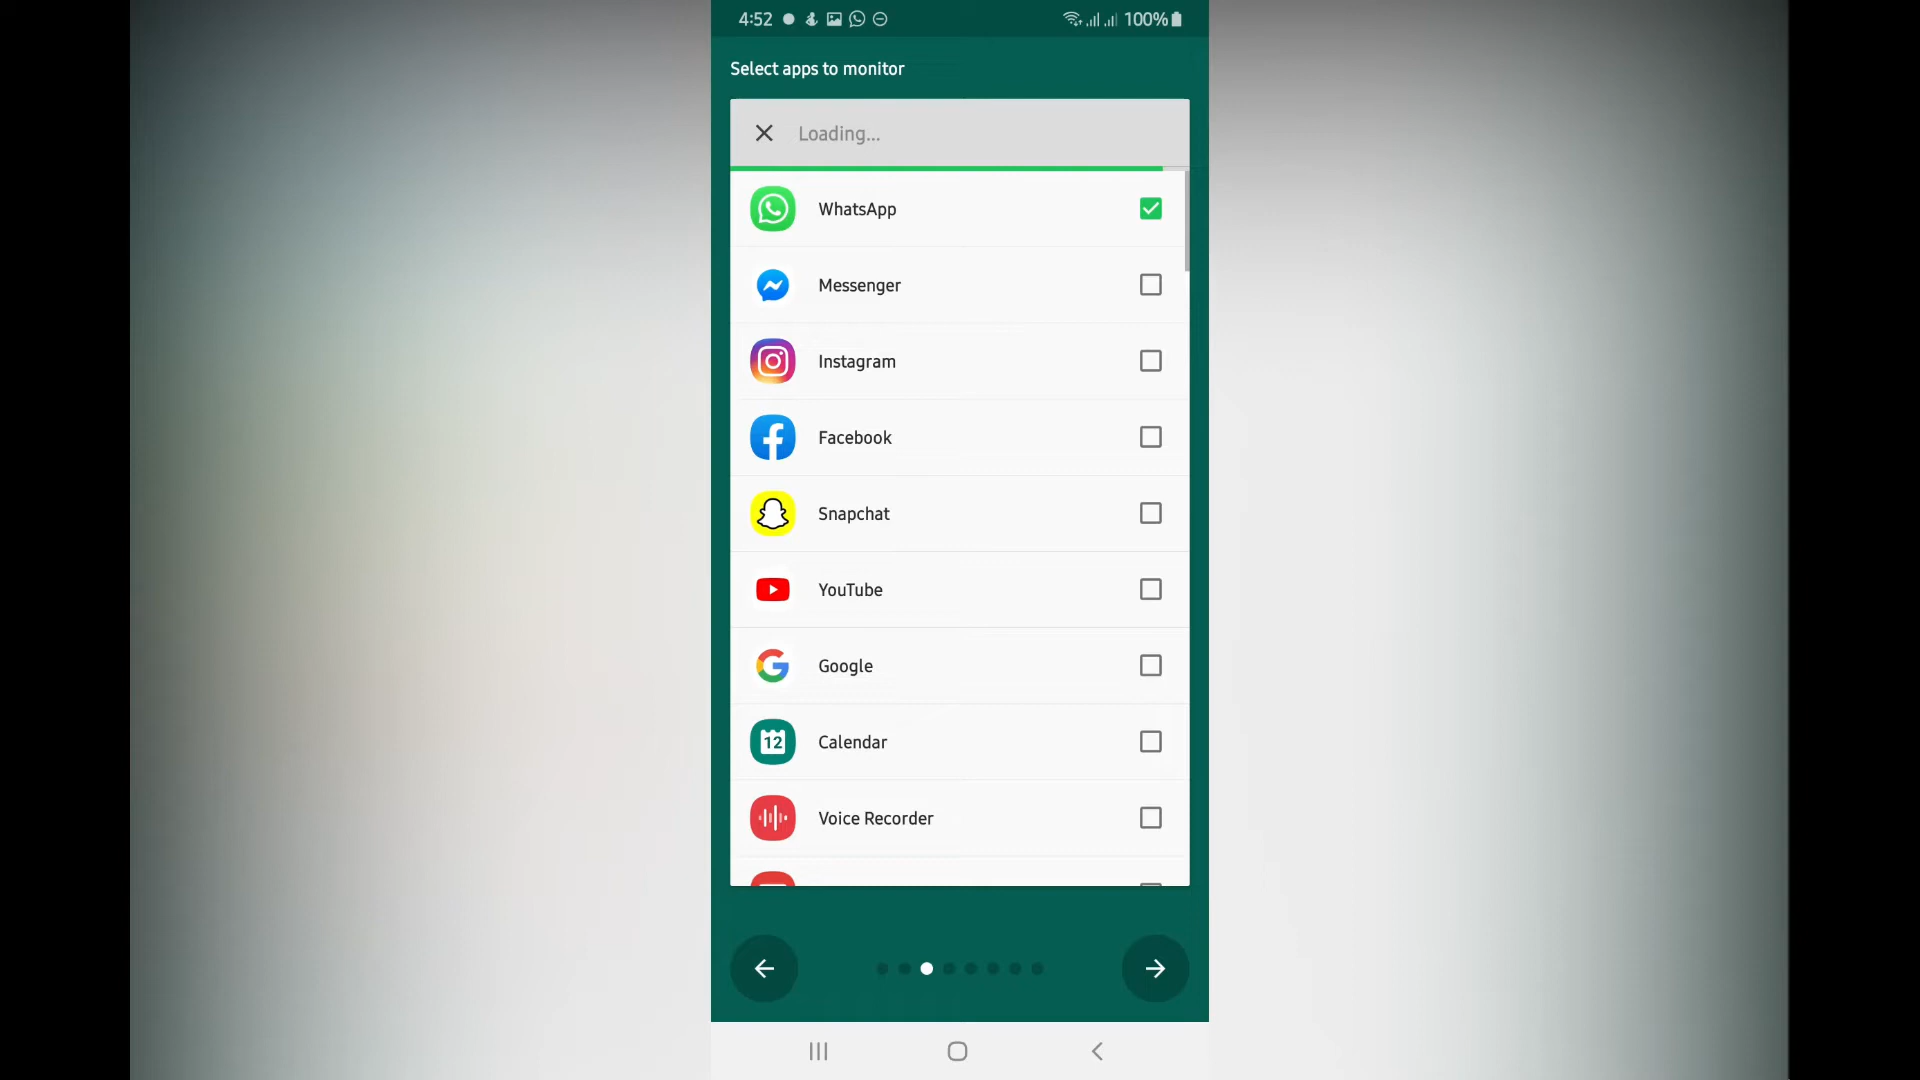 4:52 100%
Select apps to monitor
Loading...
WhatsApp
Messenger
Instagram
Facebook
Snapchat
YouTube
Google
12 Calendar
Voice Recorder